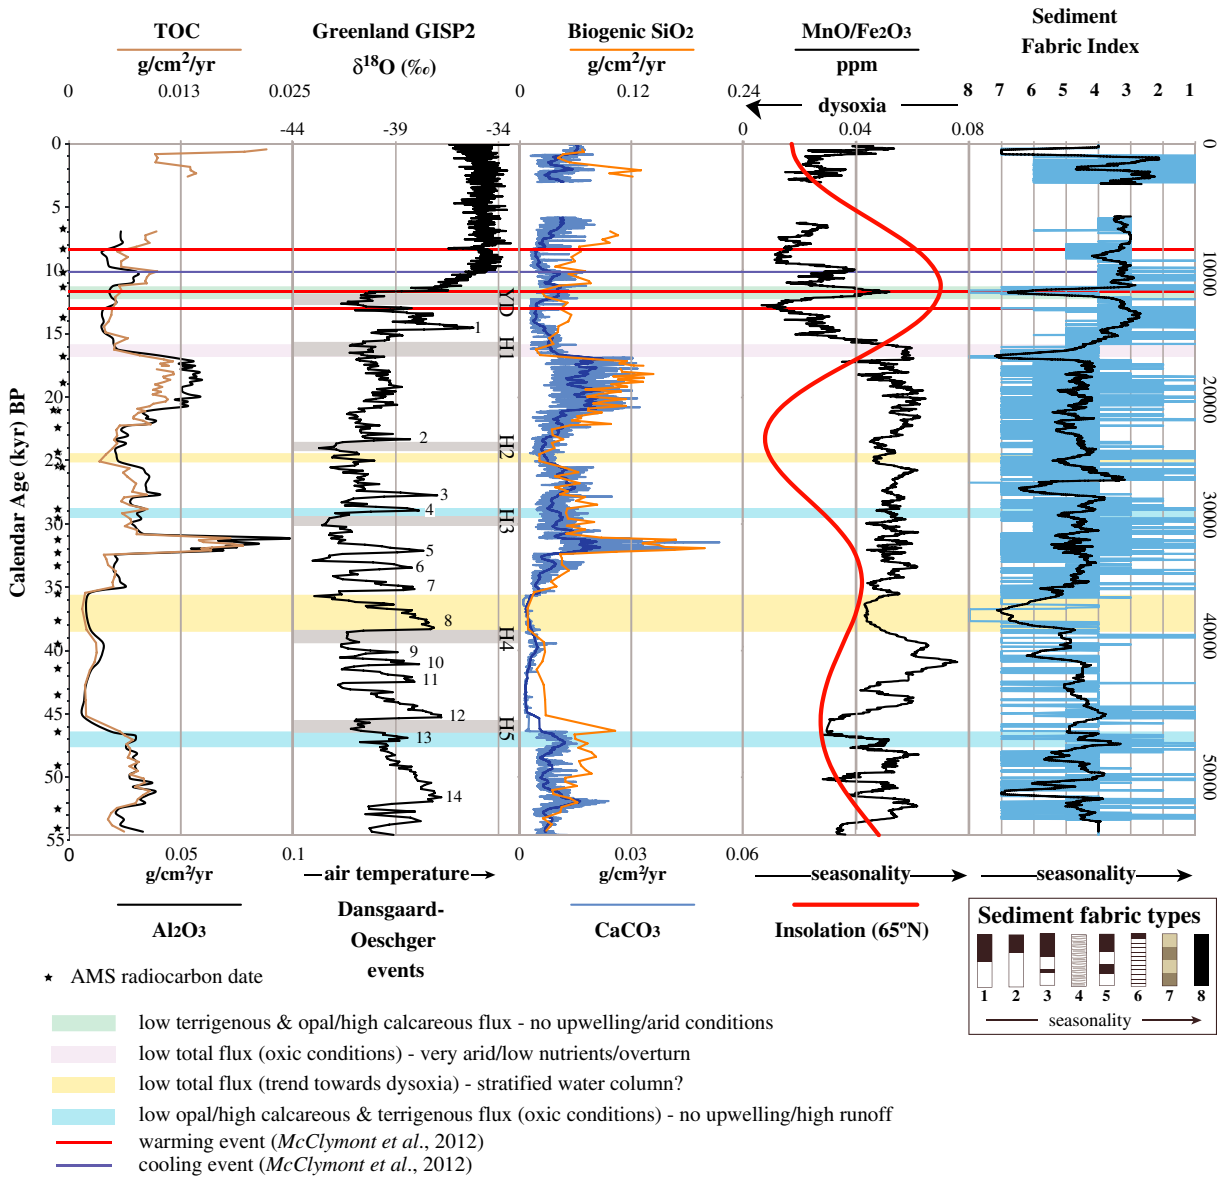 TOC
g/cm²/yr
0 0.013 0.025
Greenland GISP2
δ¹⁸O (‰)
-44 -39 -34
Biogenic SiO₂
g/cm²/yr
0 0.12 0.24
MnO/Fe₂O₃
ppm
dysoxia
0 0.04 0.08
Sediment
Fabric Index
8 7 6 5 4 3 2 1
Calendar Age (kyr) BP
0
5
10
15
20
25
30
35
40
45
50
55
1
2
3
4
5
6
7
8
9
10
11
12
13
14
YD
H1
H2
H3
H4
H5
0
10000
20000
30000
40000
50000
0 0.05 0.1
g/cm²/yr
Al₂O₃
air temperature
Dansgaard-
Oeschger
events
0 0.03 0.06
g/cm²/yr
CaCO₃
seasonality
Insolation (65ºN)
seasonality
Sediment fabric types
1 2 3 4 5 6 7 8
seasonality
AMS radiocarbon date
low terrigenous & opal/high calcareous flux - no upwelling/arid conditions
low total flux (oxic conditions) - very arid/low nutrients/overturn
low total flux (trend towards dysoxia) - stratified water column?
low opal/high calcareous & terrigenous flux (oxic conditions) - no upwelling/high runoff
warming event (McClymont et al., 2012)
cooling event (McClymont et al., 2012)